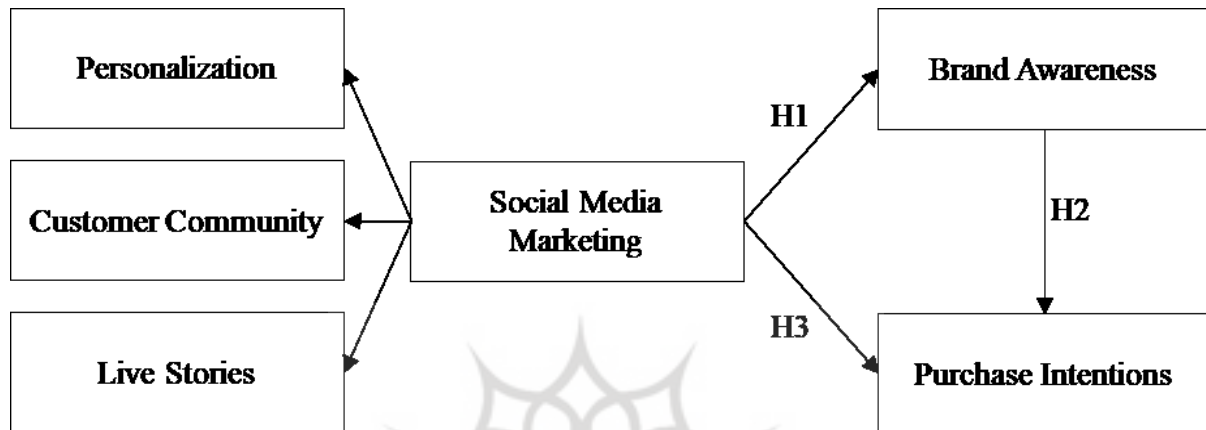 Personalization
Customer Community
Live Stories
Social Media
Marketing
H1
H3
Brand Awareness
H2
Purchase Intentions